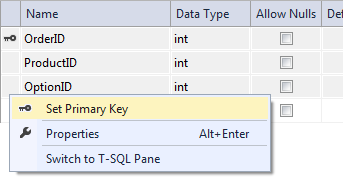 Name Data Type Allow Nulls Def
OrderID int
ProductID int
OptionID int
Set Primary Key
Properties Alt+Enter
Switch to T-SQL Pane